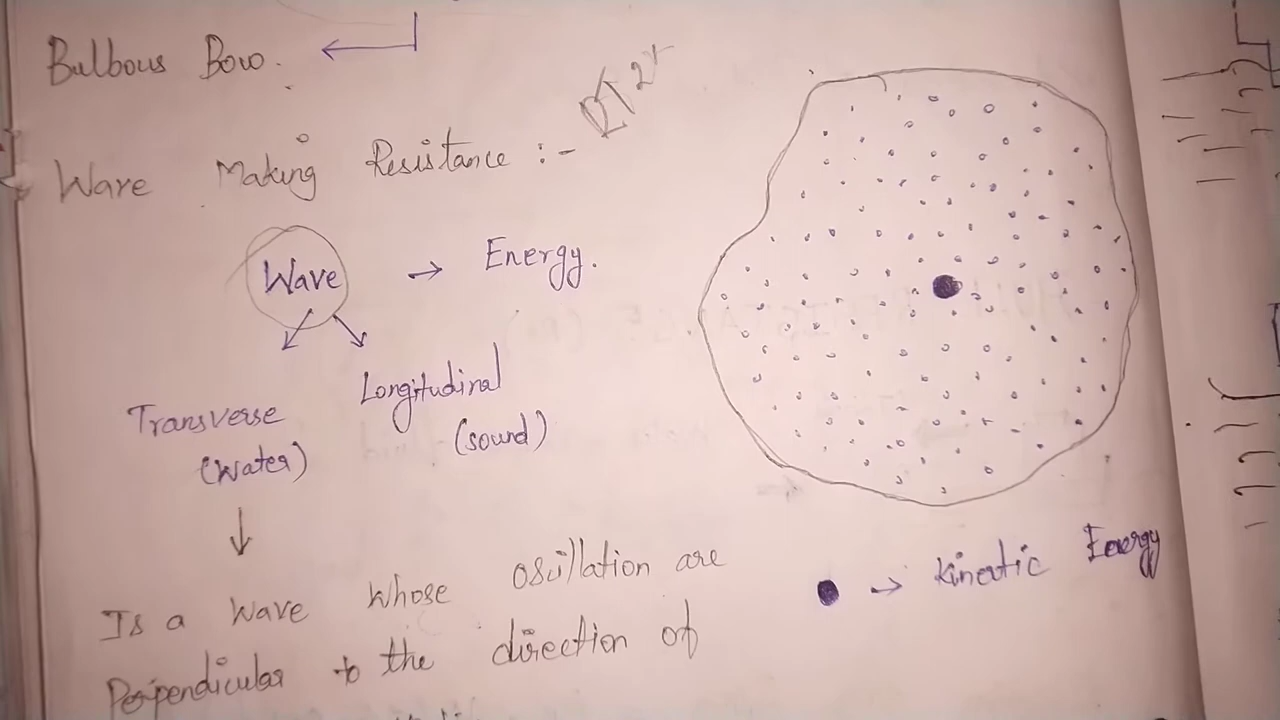 Bulbous Bow.
Wave Making Resistance :-
Wave → Energy.
Transverse
(Water)
Longitudinal
(sound)
Is a wave whose oscillation are
Perpendicular to the direction of
→ Kinectic Energy